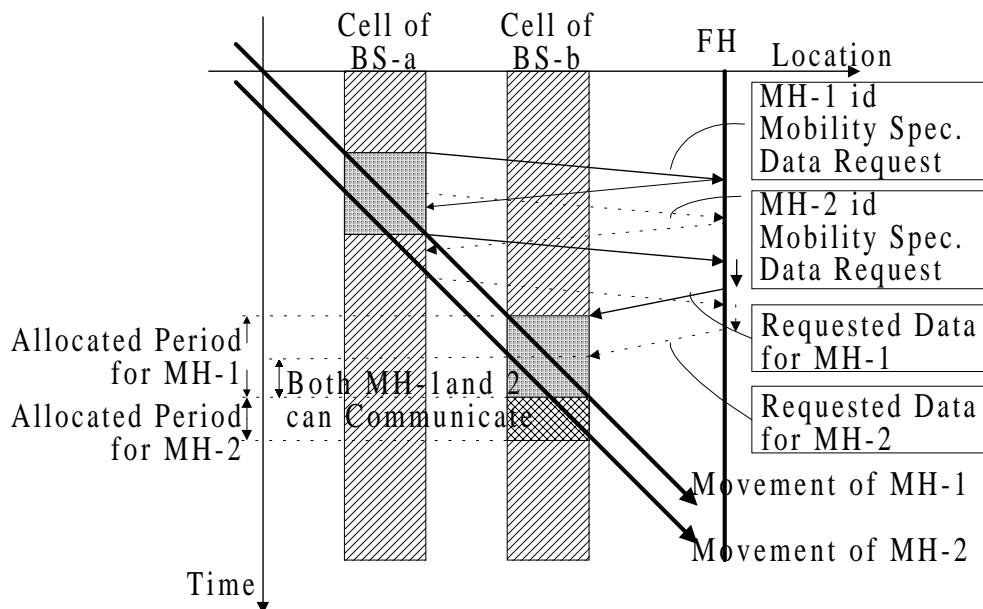 Cell of
BS-a
Cell of
BS-b
FH
Location
MH-1 id
Mobility Spec.
Data Request
MH-2 id
Mobility Spec.
Data Request
Requested Data
for MH-1
Requested Data
for MH-2
Allocated Period
for MH-1
Both MH-1and 2
can Communicate
Allocated Period
for MH-2
Movement of MH-1
Movement of MH-2
Time